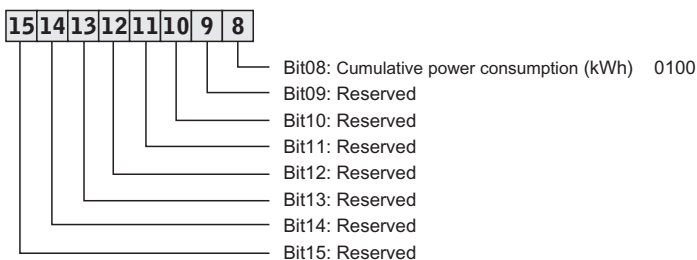 15 14 13 12 11 10 9 8
Bit08: Cumulative power consumption (kWh) 0100
Bit09: Reserved
Bit10: Reserved
Bit11: Reserved
Bit12: Reserved
Bit13: Reserved
Bit14: Reserved
Bit15: Reserved